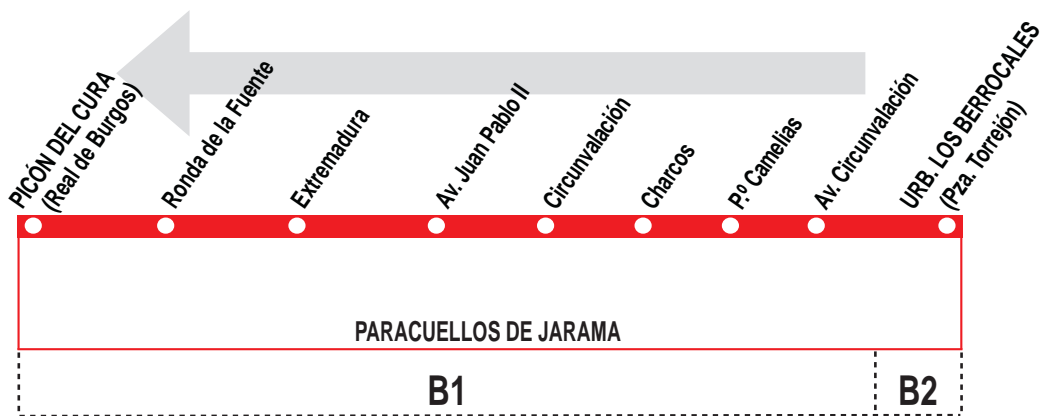 PICÓN DEL CURA
(Real de Burgos)
Ronda de la Fuente
Extremadura
Av. Juan Pablo II
Circunvalación
Charcos
P.º Camelias
Av. Circunvalación
URB. LOS BERROCALES
(Pza. Torrejón)
PARACUELLOS DE JARAMA
B1
B2